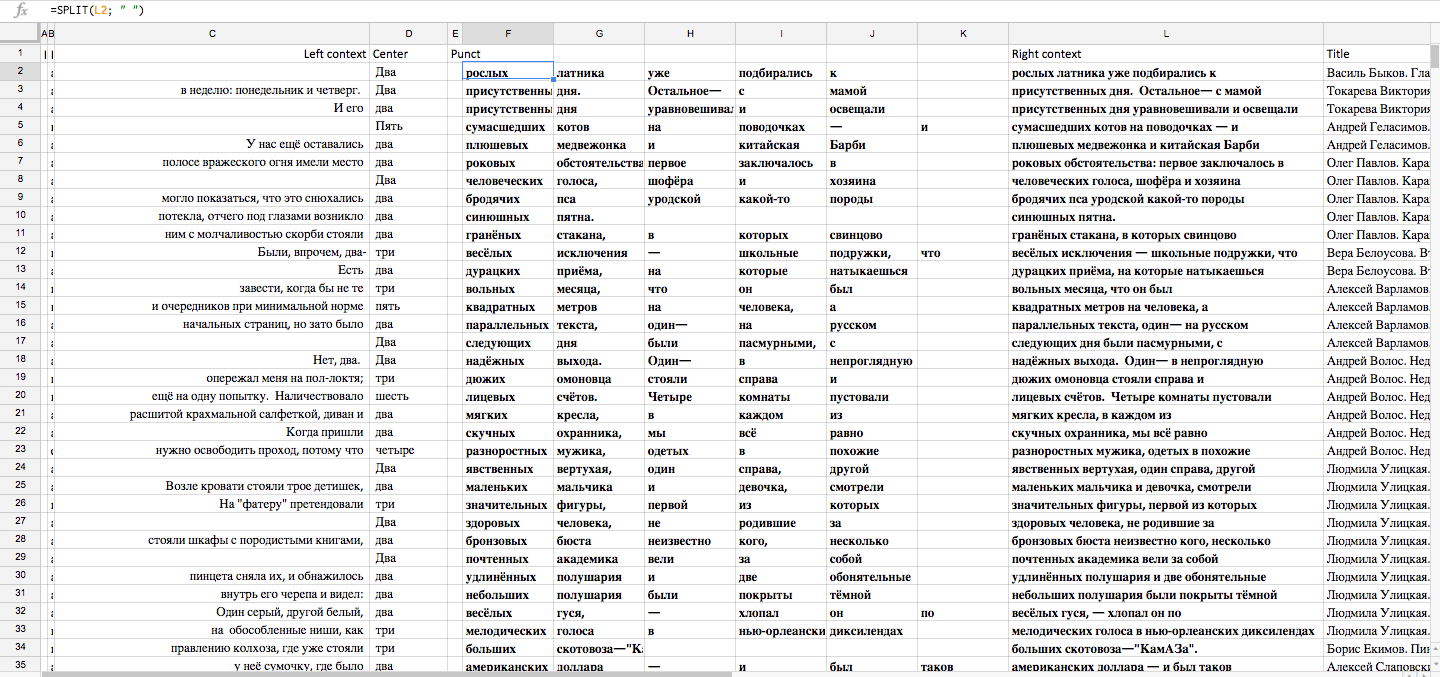 fx =SPLIT(L2; " ")
A B C D E F G H I J K L
1 Left context Center Punct Right context Title
2 Два рослых латника уже подбирались к рослых латника уже подбирались к Василь Быков. Гла
3 в неделю: понедельник и четверг. Два присутственны дня. Остальное— с мамой присутственных дня. Остальное— с мамой Токарева Виктория
4 И его два присутственны дня уравновешивал и освещали присутственных дня уравновешивали и освещали Токарева Виктория
5 Пять сумасшедших котов на поводочках — и сумасшедших котов на поводочках — и Андрей Геласимов.
6 У нас ещё оставались два плюшевых медвежонка и китайская Барби плюшевых медвежонка и китайская Барби Андрей Геласимов.
7 полосе вражеского огня имели место два роковых обстоятельства первое заключалось в роковых обстоятельства: первое заключалось в Олег Павлов. Кара
8 Два человеческих голоса, шофёра и хозяина человеческих голоса, шофёра и хозяина Олег Павлов. Кара
9 могло показаться, что это снюхались два бродячих пса уродской какой-то породы бродячих пса уродской какой-то породы Олег Павлов. Кара
10 потекла, отчего под глазами возникло два синюшных пятна. синюшных пятна. Олег Павлов. Кара
11 ним с молчаливостью скорби стояли два гранёных стакана, в которых свинцово гранёных стакана, в которых свинцово Олег Павлов. Кара
12 Были, впрочем, два- три весёлых исключения — школьные подружки, что весёлых исключения — школьные подружки, что Вера Белоусова. Вт
13 Есть два дурацких приёма, на которые натыкаешься дурацких приёма, на которые натыкаешься Вера Белоусова. Вт
14 завести, когда бы не те три вольных месяца, что он был вольных месяца, что он был Алексей Варламов.
15 и очередников при минимальной норме пять квадратных метров на человека, а квадратных метров на человека, а Алексей Варламов.
16 начальных страниц, но зато было два параллельных текста, один— на русском параллельных текста, один— на русском Алексей Варламов.
17 Два следующих дня были пасмурными, с следующих дня были пасмурными, с Алексей Варламов.
18 Нет, два. Два надёжных выхода. Один— в непроглядную надёжных выхода. Один— в непроглядную Андрей Волос. Нед
19 опережал меня на пол-локтя; три дюжих омоновца стояли справа и дюжих омоновца стояли справа и Андрей Волос. Нед
20 ещё на одну попытку. Наличествовало шесть лицевых счётов. Четыре комнаты пустовали лицевых счётов. Четыре комнаты пустовали Андрей Волос. Нед
21 расшитой крахмальной салфеткой, диван и два мягких кресла, в каждом из мягких кресла, в каждом из Андрей Волос. Нед
22 Когда пришли два скучных охранника, мы всё равно скучных охранника, мы всё равно Андрей Волос. Нед
23 нужно освободить проход, потому что четыре разноростных мужика, одетых в похожие разноростных мужика, одетых в похожие Андрей Волос. Нед
24 Два явственных вертухая, один справа, другой явственных вертухая, один справа, другой Людмила Улицкая.
25 Возле кровати стояли трое детишек, два маленьких мальчика и девочка, смотрели маленьких мальчика и девочка, смотрели Людмила Улицкая.
26 На "фатеру" претендовали три значительных фигуры, первой из которых значительных фигуры, первой из которых Людмила Улицкая.
27 Два здоровых человека, не родившие за здоровых человека, не родившие за Людмила Улицкая.
28 стояли шкафы с породистыми книгами, два бронзовых бюста неизвестно кого, несколько бронзовых бюста неизвестно кого, несколько Людмила Улицкая.
29 Два почтенных академика вели за собой почтенных академика вели за собой Людмила Улицкая.
30 пинцета сняла их, и обнажилось два удлинённых полушария и две обонятельные удлинённых полушария и две обонятельные Людмила Улицкая.
31 внутрь его черепа и видел: два небольших полушария были покрыты тёмной небольших полушария были покрыты тёмной Людмила Улицкая.
32 Один серый, другой белый, два весёлых гуся, — хлопал он по весёлых гуся, — хлопал он по Людмила Улицкая.
33 на обособленные ниши, как три мелодических голоса в нью-орлеански диксилендах мелодических голоса в нью-орлеанских диксилендах Людмила Улицкая.
34 правлению колхоза, где уже стояли три больших скотовоза—"Ка больших скотовоза—"КамАЗа". Борис Екимов. Пин
35 у неё сумочку, где было два американских доллара — и был таков американских доллара — и был таков Алексей Слаповски